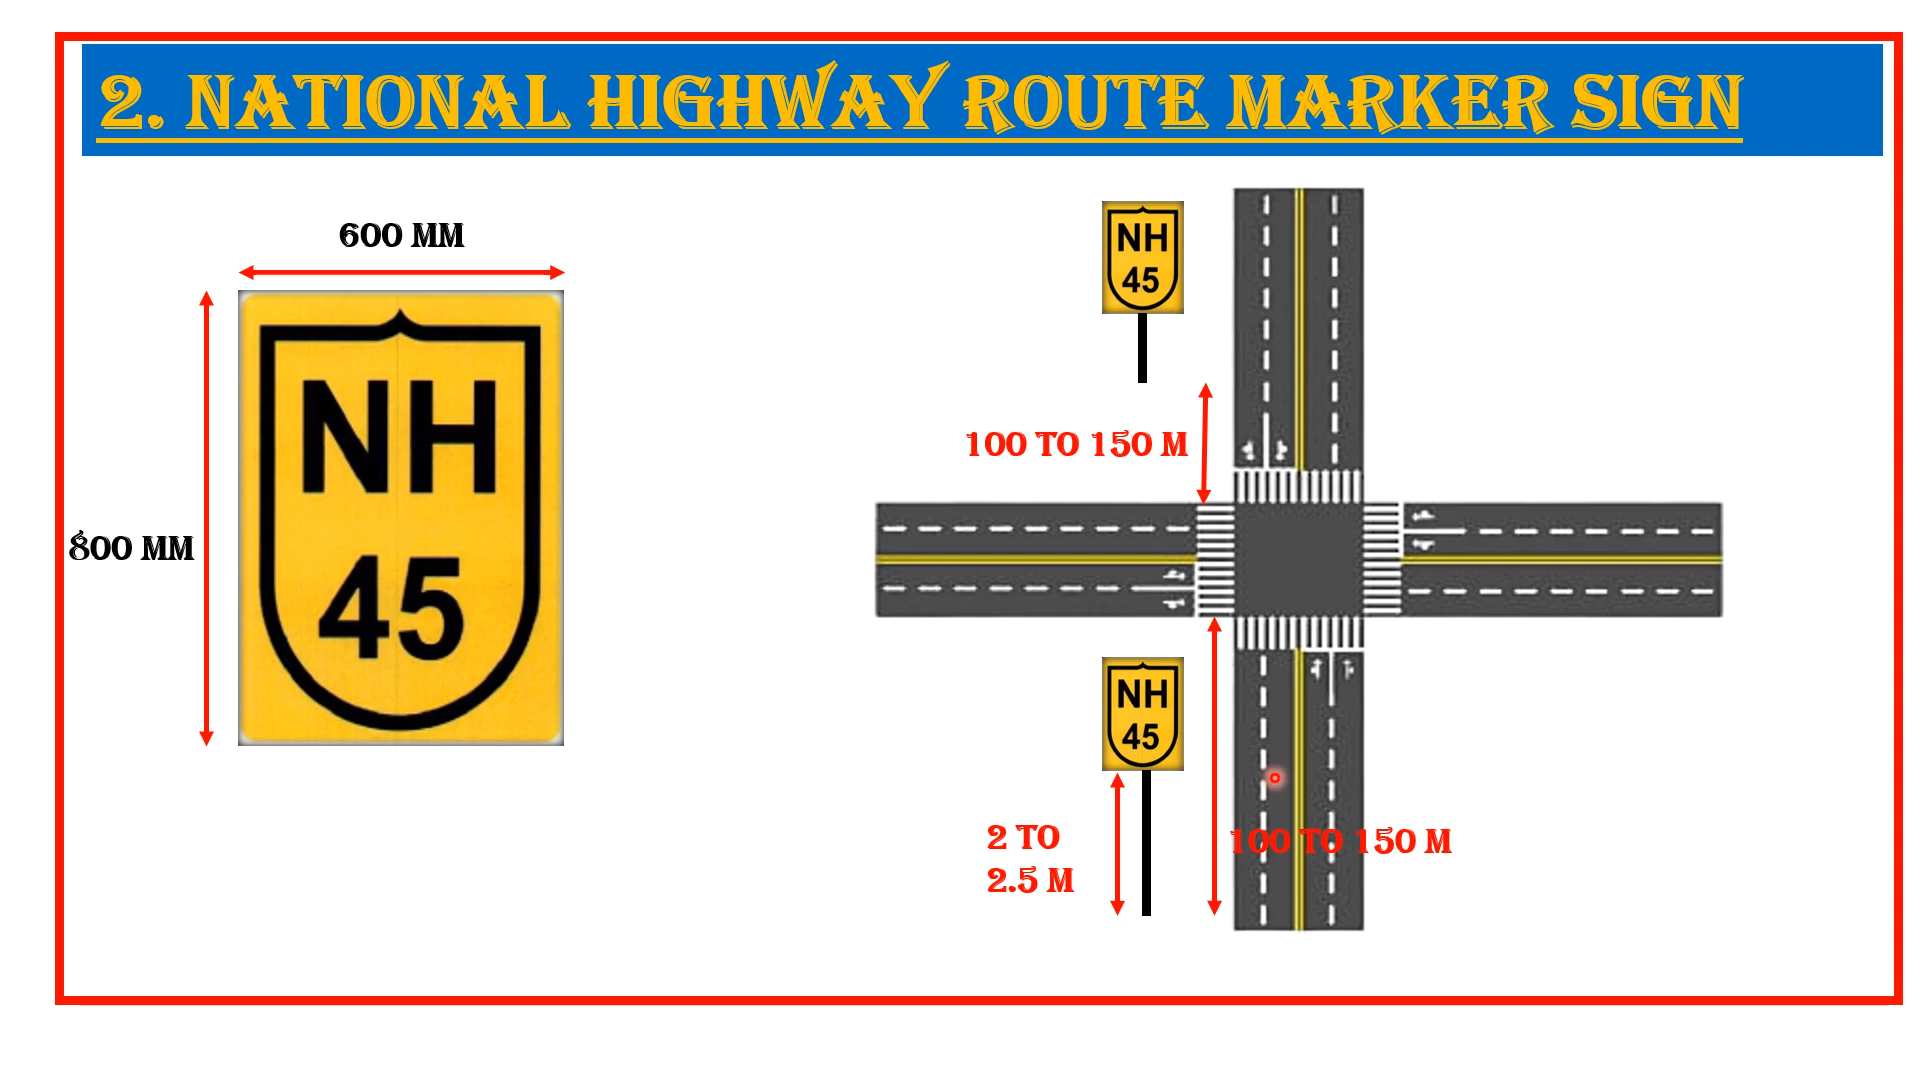 2. NATIONAL HIGHWAY ROUTE MARKER SIGN
600 MM
800 MM
NH
45
NH
45
100 TO 150 M
NH
45
2 TO
2.5 M
100 TO 150 M